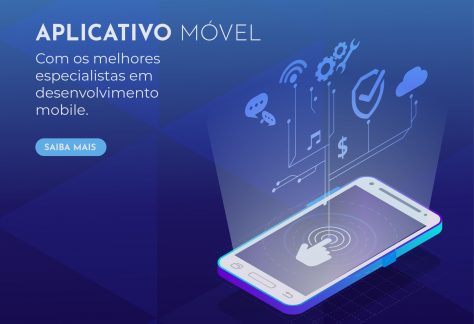 APLICATIVO MÓVEL
Com os melhores
especialistas em
desenvolvimento
mobile.
SAIBA MAIS
$